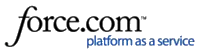 force.com™
platform as a service